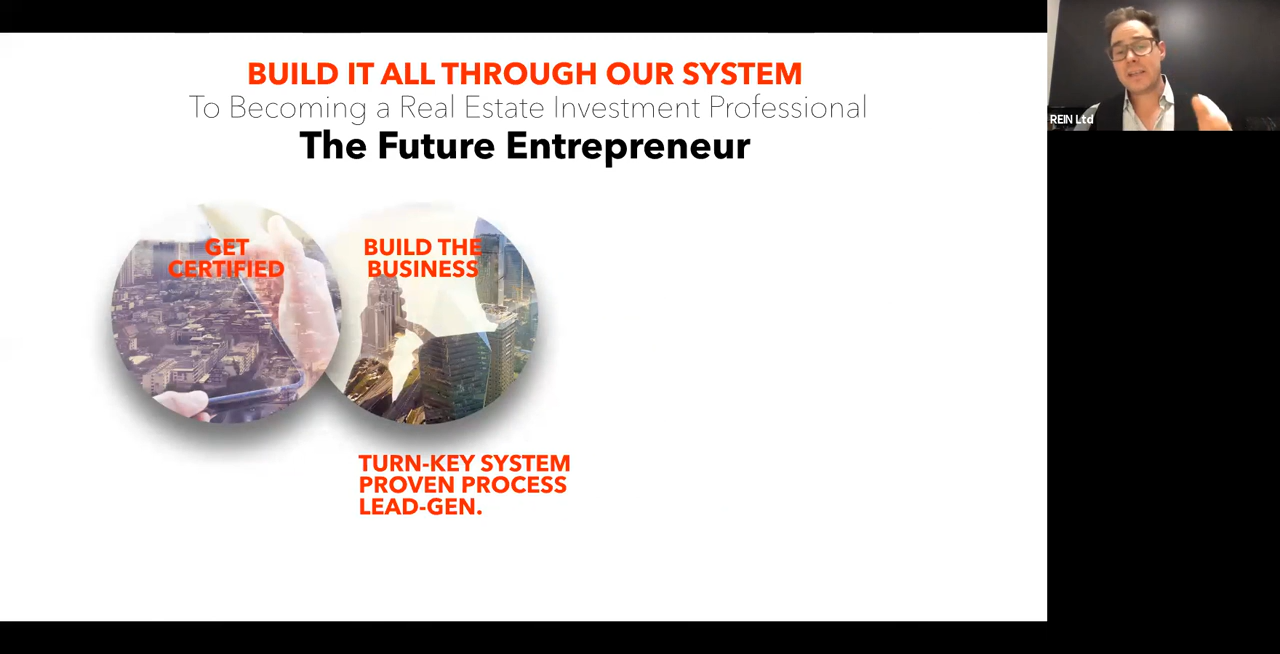 BUILD IT ALL THROUGH OUR SYSTEM
To Becoming a Real Estate Investment Professional
The Future Entrepreneur
GET
CERTIFIED
BUILD THE
BUSINESS
TURN-KEY SYSTEM
PROVEN PROCESS
LEAD-GEN.
REIN Ltd